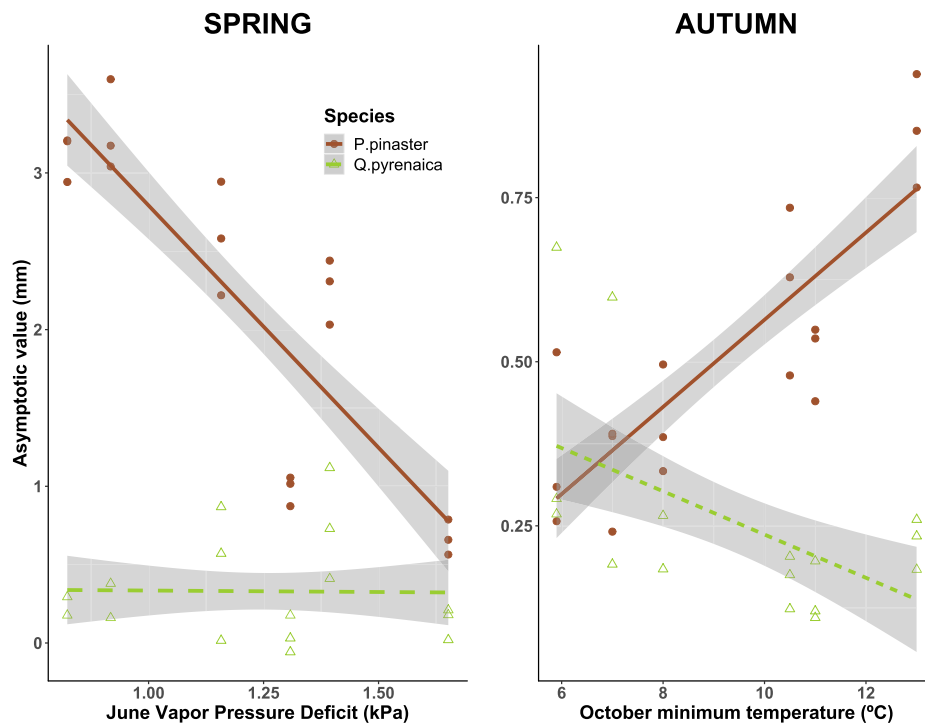 SPRING
AUTUMN
Asymptotic value (mm)
3
2
1
0
Species
P.pinaster
Q.pyrenaica
1.00
1.25
1.50
June Vapor Pressure Deficit (kPa)
0.75
0.50
0.25
6
8
10
12
October minimum temperature (ºC)